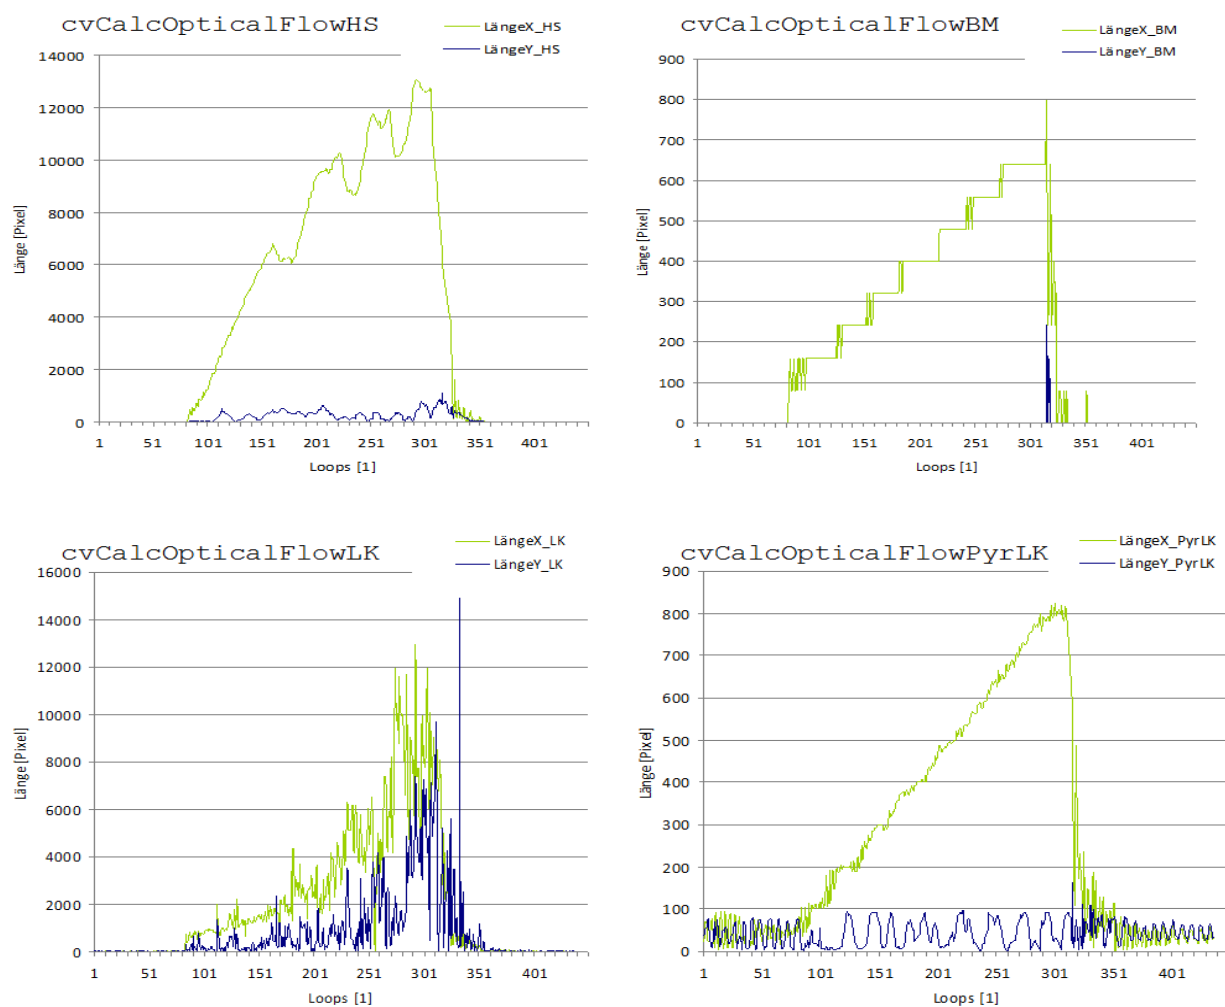 cvCalcOpticalFlowHS
LängeX_HS
LängeY_HS
14000
12000
10000
8000
6000
4000
2000
0
Länge [Pixel]
1 51 101 151 201 251 301 351 401
Loops [1]
cvCalcOpticalFlowBM
LängeX_BM
LängeY_BM
900
800
700
600
500
400
300
200
100
0
Länge [Pixel]
1 51 101 151 201 251 301 351 401
Loops [1]
cvCalcOpticalFlowLK
LängeX_LK
LängeY_LK
16000
14000
12000
10000
8000
6000
4000
2000
0
Länge [Pixel]
1 51 101 151 201 251 301 351 401
Loops [1]
cvCalcOpticalFlowPyrLK
LängeX_PyrLK
LängeY_PyrLK
900
800
700
600
500
400
300
200
100
0
Länge [Pixel]
1 51 101 151 201 251 301 351 401
Loops [1]